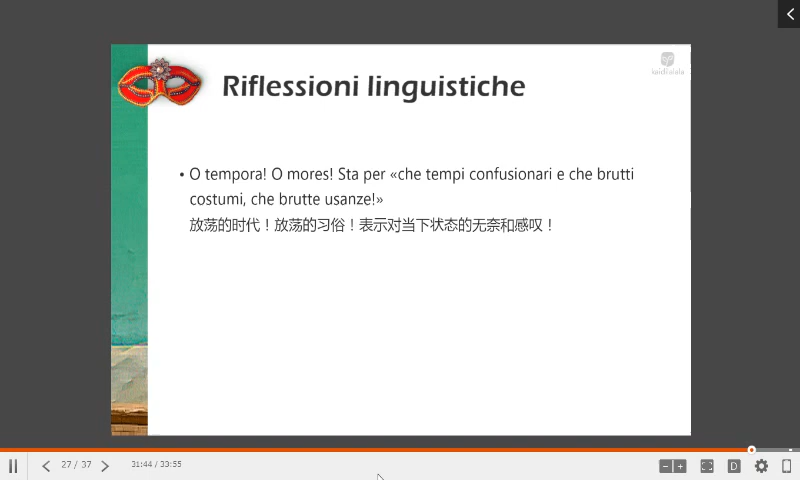 kaidilalala
Riflessioni linguistiche
• O tempora! O mores! Sta per «che tempi confusionari e che brutti
costumi, che brutte usanze!»
放荡的时代！放荡的习俗！表示对当下状态的无奈和感叹！
27 / 37
31:44 / 33:55
D